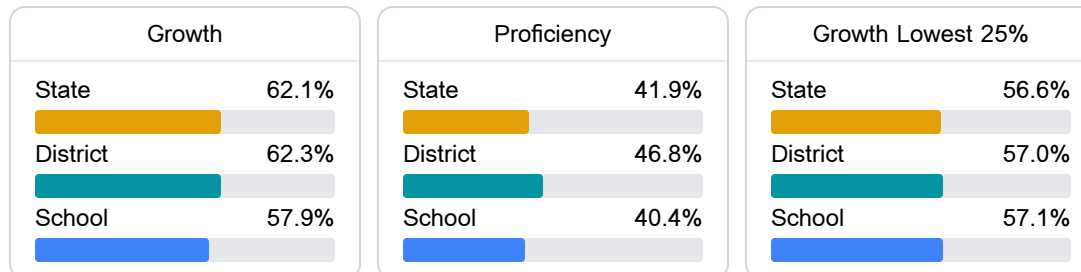 Growth
State 62.1%
District 62.3%
School 57.9%
Proficiency
State 41.9%
District 46.8%
School 40.4%
Growth Lowest 25%
State 56.6%
District 57.0%
School 57.1%